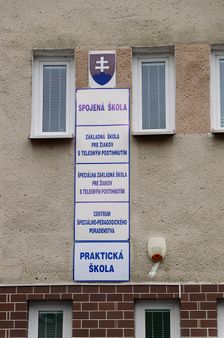 SPOJENÁ ŠKOLA
ZÁKLADNÁ ŠKOLA
PRE ŽIAKOV
S TELESNÝM POSTIHNUTÍM
ŠPECIÁLNA ZÁKLADNÁ ŠKOLA
PRE ŽIAKOV
S TELESNÝM POSTIHNUTÍM
CENTRUM
ŠPECIÁLNO-PEDAGOGICKÉHO
PORADENSTVA
PRAKTICKÁ
ŠKOLA